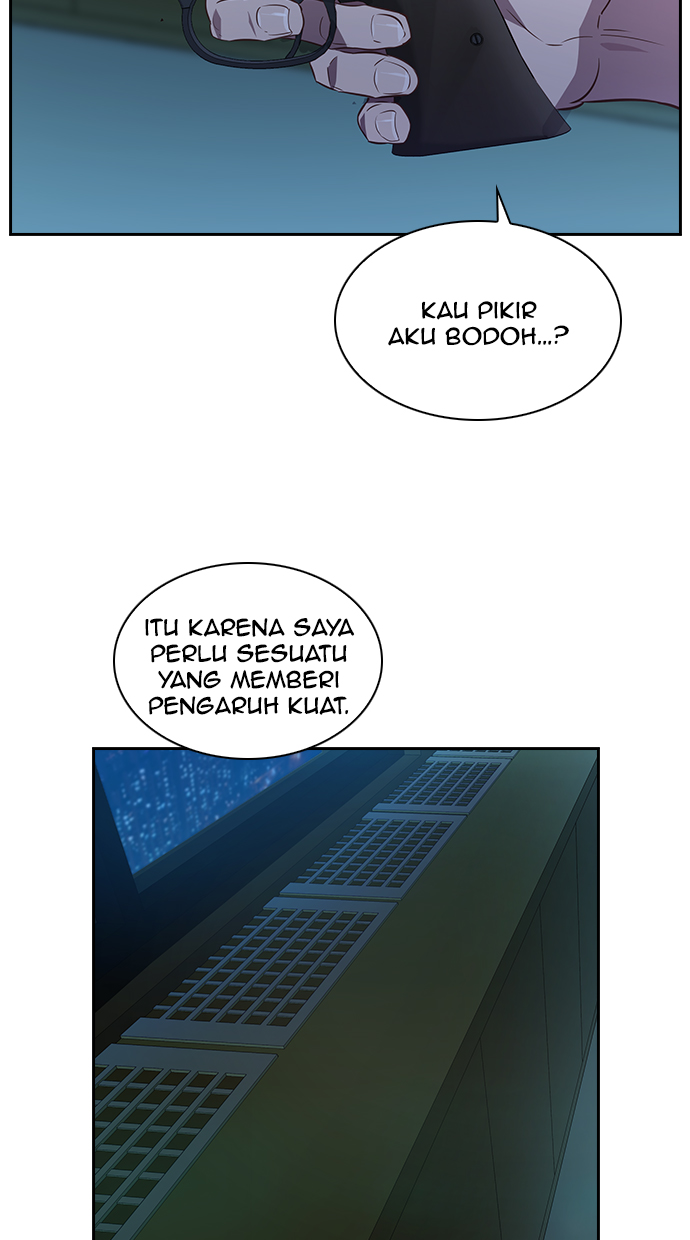 KAU PIKIR
AKU BODOH...?
ITU KARENA SAYA
PERLU SESUATU
YANG MEMBERI
PENGARUH KUAT.